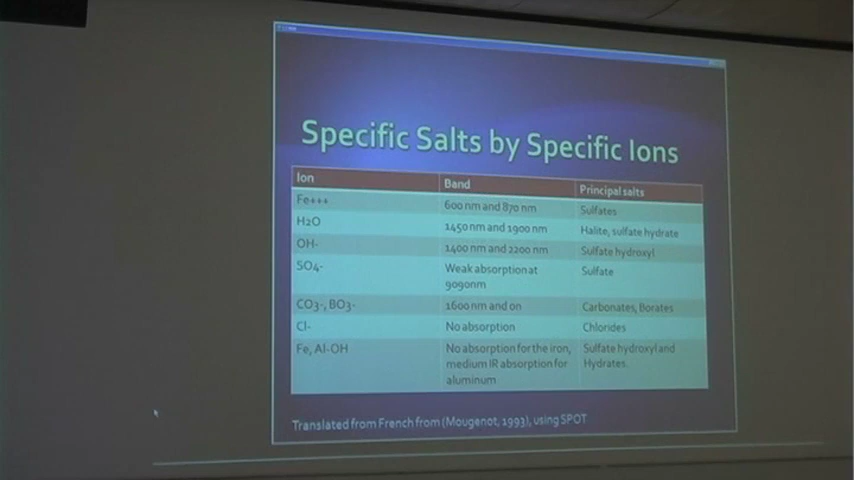 Specific Salts by Specific Ions
Ion Band Principal salts
Fe+++ 600 nm and 870 nm Sulfates
H2O 1450 nm and 1900 nm Halite, sulfate hydrate
OH- 1400 nm and 2200 nm Sulfate hydroxyl
SO4- Weak absorption at Sulfate
9090nm
CO3-, BO3- 1600 nm and on Carbonates, Borates
Cl- No absorption Chlorides
Fe, Al-OH No absorption for the iron, Sulfate hydroxyl and
medium IR absorption for Hydrates.
aluminum
Translated from French from (Mougenot, 1993), using SPOT